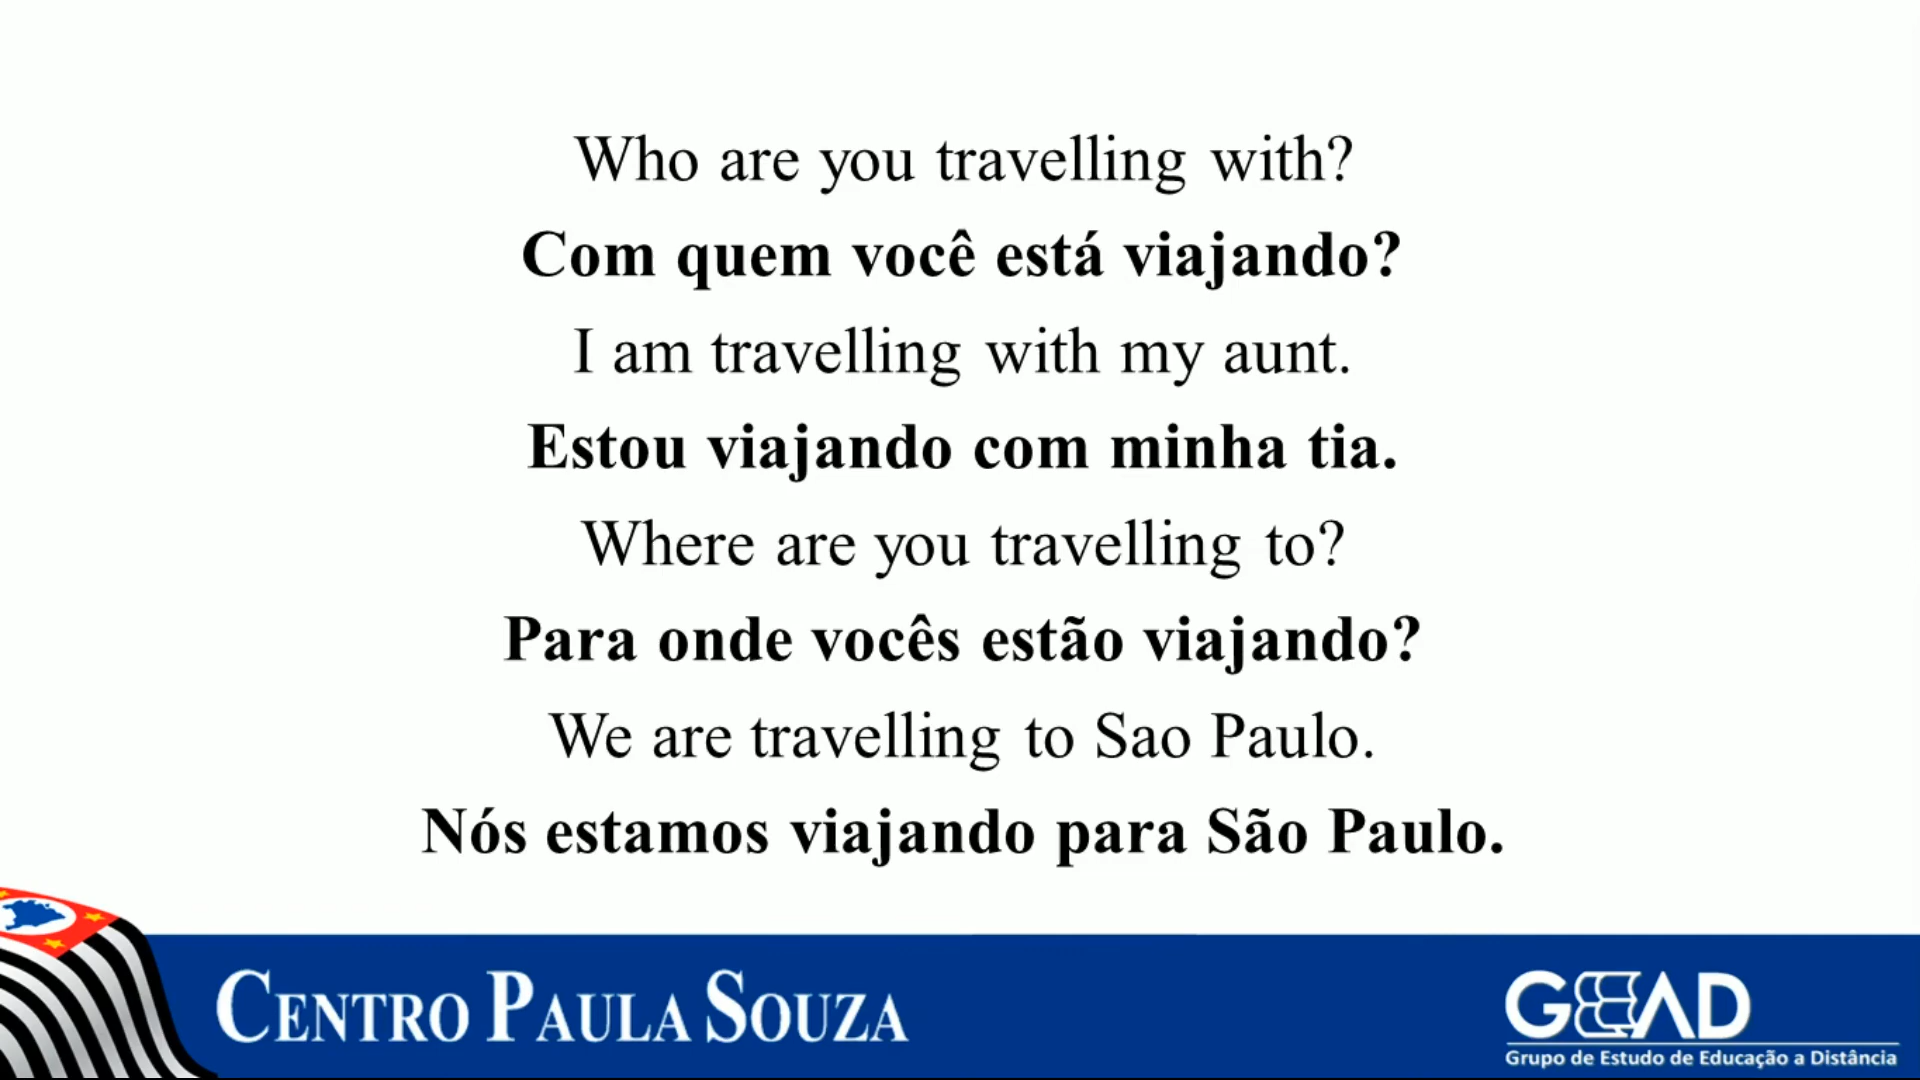 Who are you travelling with?
Com quem você está viajando?
I am travelling with my aunt.
Estou viajando com minha tia.
Where are you travelling to?
Para onde vocês estão viajando?
We are travelling to Sao Paulo.
Nós estamos viajando para São Paulo.
CENTRO PAULA SOUZA
GEEAD
Grupo de Estudo de Educação a Distância